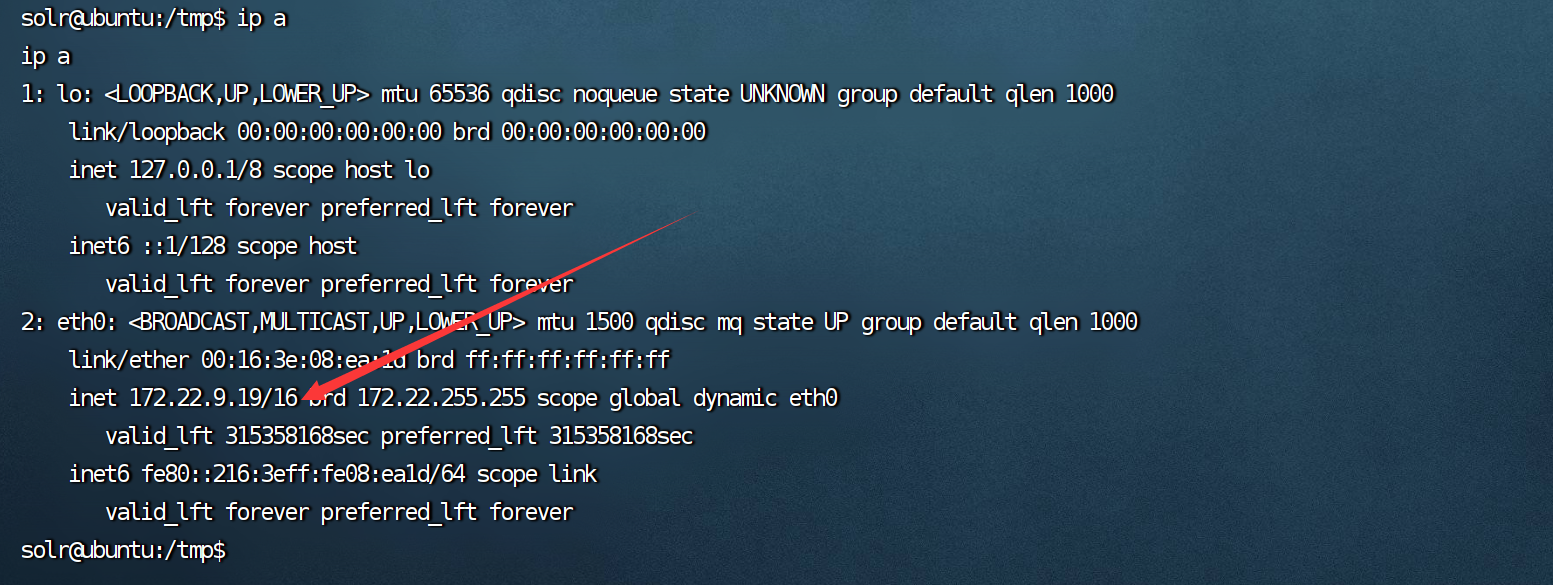 solr@ubuntu:/tmp$ ip a
ip a
1: lo: <LOOPBACK,UP,LOWER_UP> mtu 65536 qdisc noqueue state UNKNOWN group default qlen 1000
link/loopback 00:00:00:00:00:00 brd 00:00:00:00:00:00
inet 127.0.0.1/8 scope host lo
valid_lft forever preferred_lft forever
inet6 ::1/128 scope host
valid_lft forever preferred_lft forever
2: eth0: <BROADCAST,MULTICAST,UP,LOWER_UP> mtu 1500 qdisc mq state UP group default qlen 1000
link/ether 00:16:3e:08:ea:1d brd ff:ff:ff:ff:ff:ff
inet 172.22.9.19/16 brd 172.22.255.255 scope global dynamic eth0
valid_lft 315358168sec preferred_lft 315358168sec
inet6 fe80::216:3eff:fe08:ea1d/64 scope link
valid_lft forever preferred_lft forever
solr@ubuntu:/tmp$